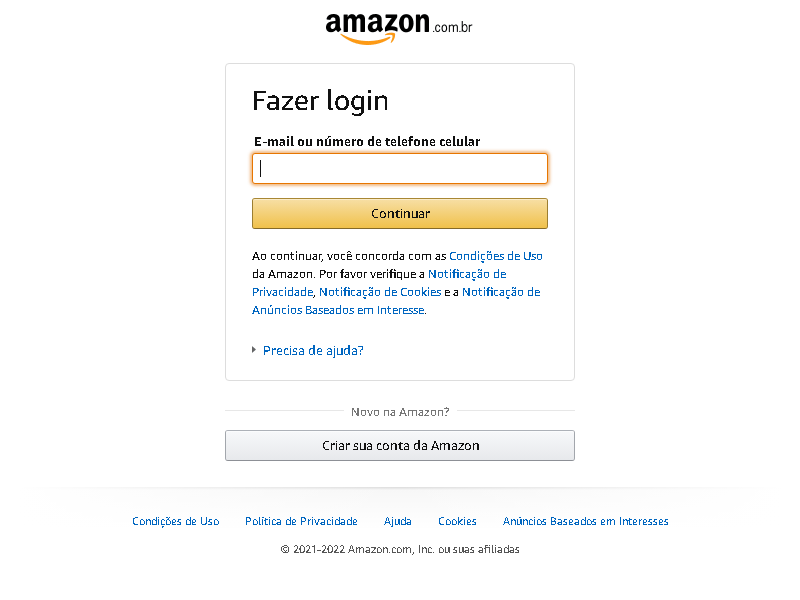 amazon.com.br
Fazer login
E-mail ou número de telefone celular
Continuar
Ao continuar, você concorda com as Condições de Uso
da Amazon. Por favor verifique a Notificação de
Privacidade, Notificação de Cookies e a Notificação de
Anúncios Baseados em Interesse.
Precisa de ajuda?
Novo na Amazon?
Criar sua conta da Amazon
Condições de Uso Política de Privacidade Ajuda Cookies Anúncios Baseados em Interesses
© 2021-2022 Amazon.com, Inc. ou suas afiliadas